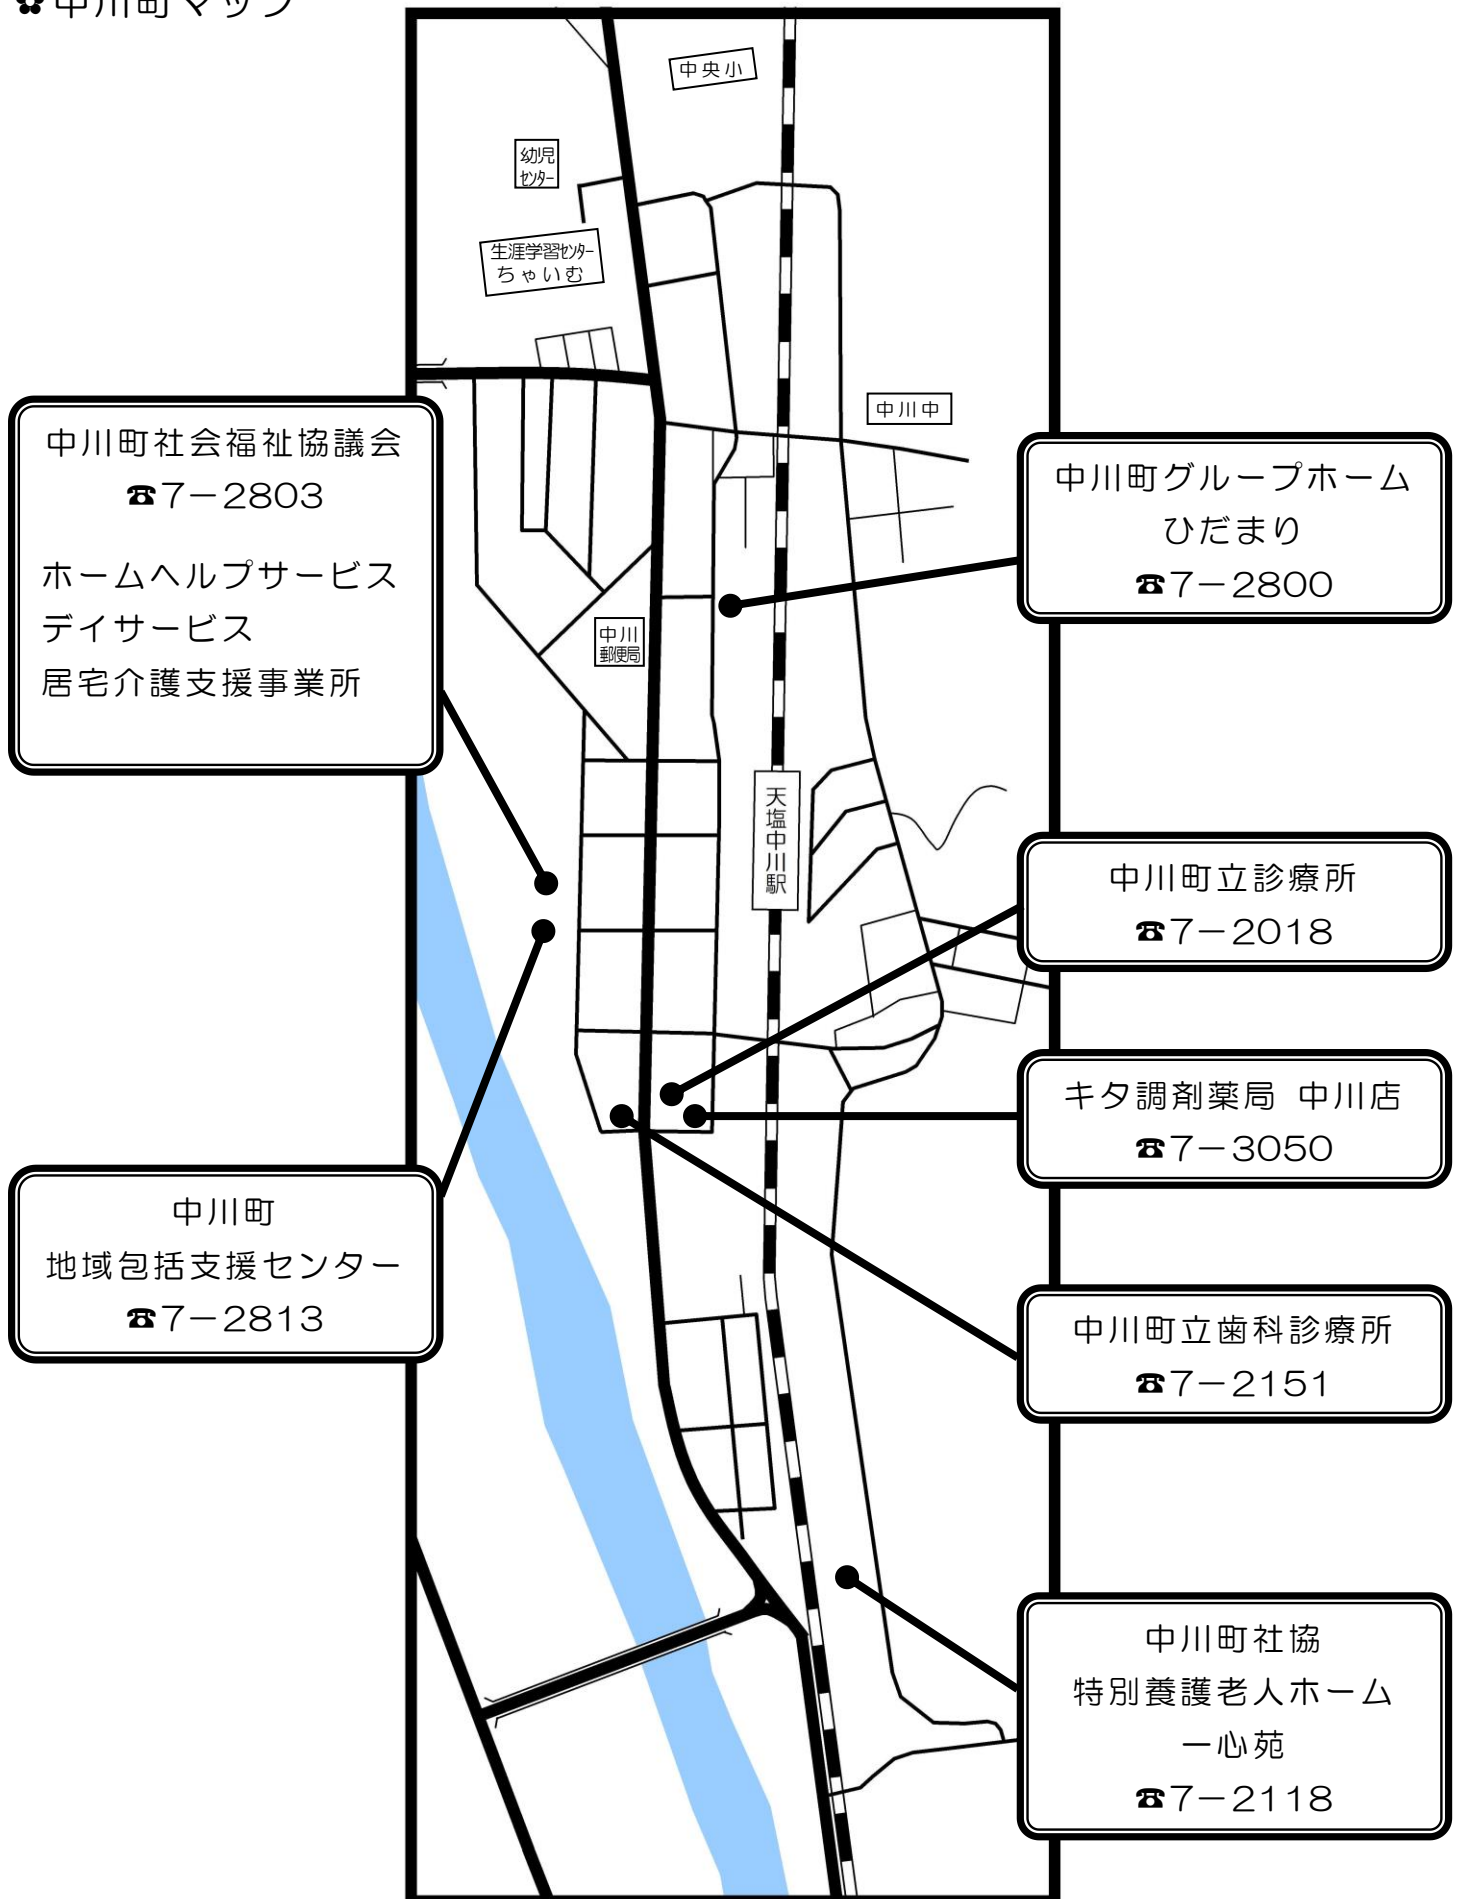 ✿中川町マップ
中央小
幼児
センター
生涯学習センター
ちゃいむ
中川中
中川町社会福祉協議会
☎7－2803
ホームヘルプサービス
デイサービス
居宅介護支援事業所
中川町グループホーム
ひだまり
☎7－2800
中川
郵便局
天塩中川駅
中川町立診療所
☎7－2018
キタ調剤薬局 中川店
☎7－3050
中川町
地域包括支援センター
☎7－2813
中川町立歯科診療所
☎7－2151
中川町社協
特別養護老人ホーム
一心苑
☎7－2118